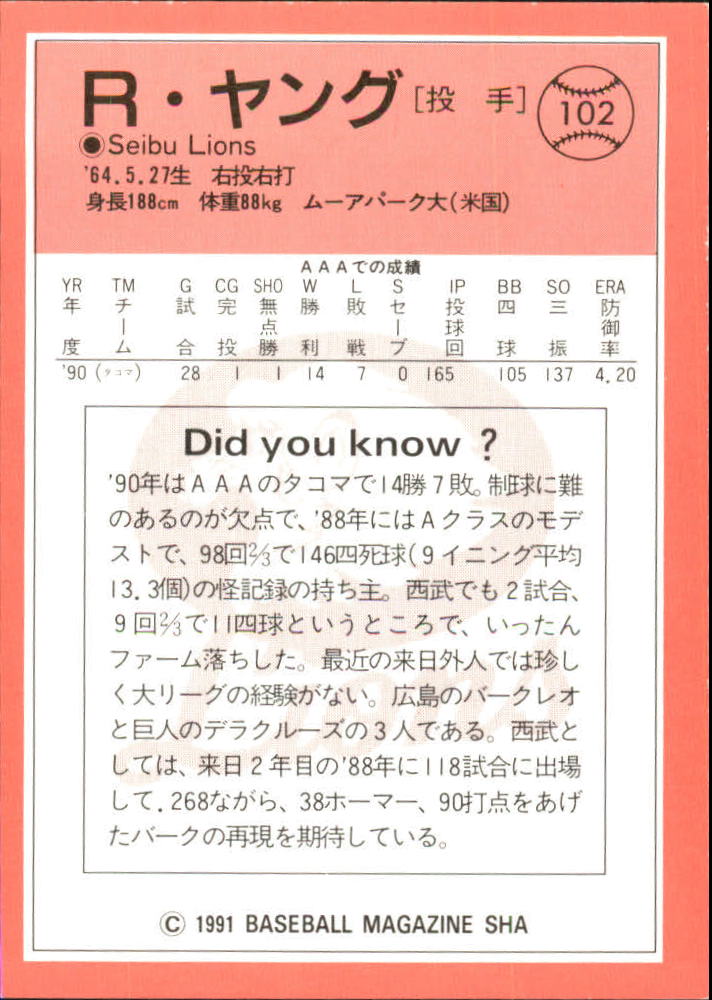 R・ヤング [投 手] 102
●Seibu Lions
'64.5.27生 右投右打
身長188cm 体重88kg ムーアパーク大(米国)
AAAでの成績
YR TM G CG SHO W L S IP BB SO ERA
年度 チーム 試合 完投 無点勝 勝利 敗戦 セーブ 投球回 四球 三振 防御率
'90 (タコマ) 28 1 1 14 7 0 165 105 137 4.20
Did you know ?
'90年はAAAのタコマで14勝7敗。制球に難
のあるのが欠点で、'88年にはAクラスのモデ
ストで、98回2/3で146四死球(9イニング平均
13.3個)の怪記録の持ち主。西武でも2試合、
9回2/3で11四球というところで、いったん
ファーム落ちした。最近の来日外人では珍し
く大リーグの経験がない。広島のバークレオ
と巨人のデラクルーズの3人である。西武と
しては、来日2年目の'88年に118試合に出場
して.268ながら、38ホーマー、90打点をあげ
たバークの再現を期待している。
Lions
© 1991 BASEBALL MAGAZINE SHA